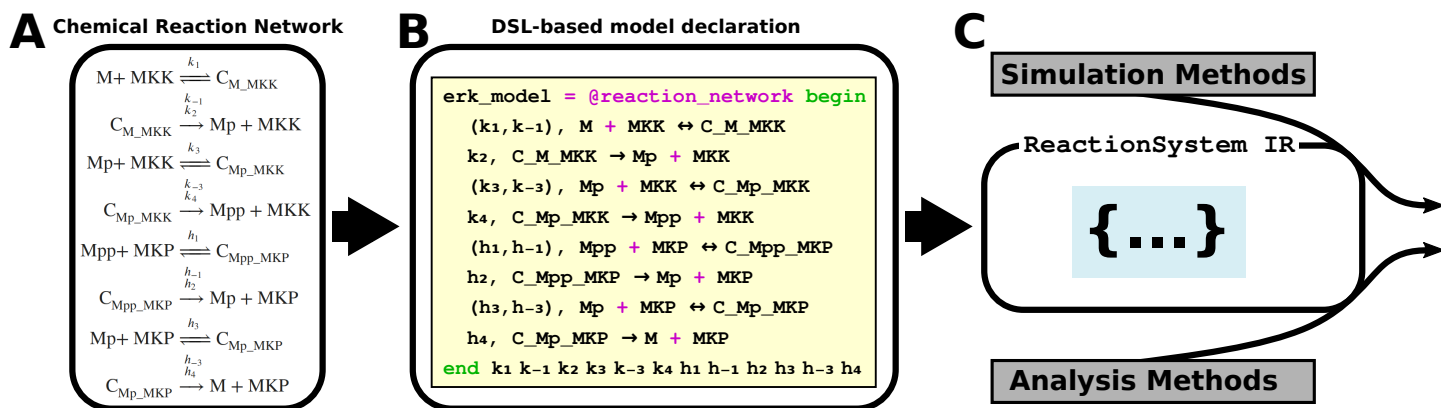 A
Chemical Reaction Network
k₁
M+ MKK ⇌ C_M_MKK
k₋₁
k₂
C_M_MKK → Mp + MKK
k₃
Mp+ MKK ⇌ C_Mp_MKK
k₋₃
k₄
C_Mp_MKK → Mpp + MKK
h₁
Mpp+ MKP ⇌ C_Mpp_MKP
h₋₁
h₂
C_Mpp_MKP → Mp + MKP
h₃
Mp+ MKP ⇌ C_Mp_MKP
h₋₃
h₄
C_Mp_MKP → M + MKP
B
DSL-based model declaration
erk_model = @reaction_network begin
(k₁,k₋₁), M + MKK ↔ C_M_MKK
k₂, C_M_MKK → Mp + MKK
(k₃,k₋₃), Mp + MKK ↔ C_Mp_MKK
k₄, C_Mp_MKK → Mpp + MKK
(h₁,h₋₁), Mpp + MKP ↔ C_Mpp_MKP
h₂, C_Mpp_MKP → Mp + MKP
(h₃,h₋₃), Mp + MKP ↔ C_Mp_MKP
h₄, C_Mp_MKP → M + MKP
end k₁ k₋₁ k₂ k₃ k₋₃ k₄ h₁ h₋₁ h₂ h₃ h₋₃ h₄
C
Simulation Methods
ReactionSystem IR
{...}
Analysis Methods